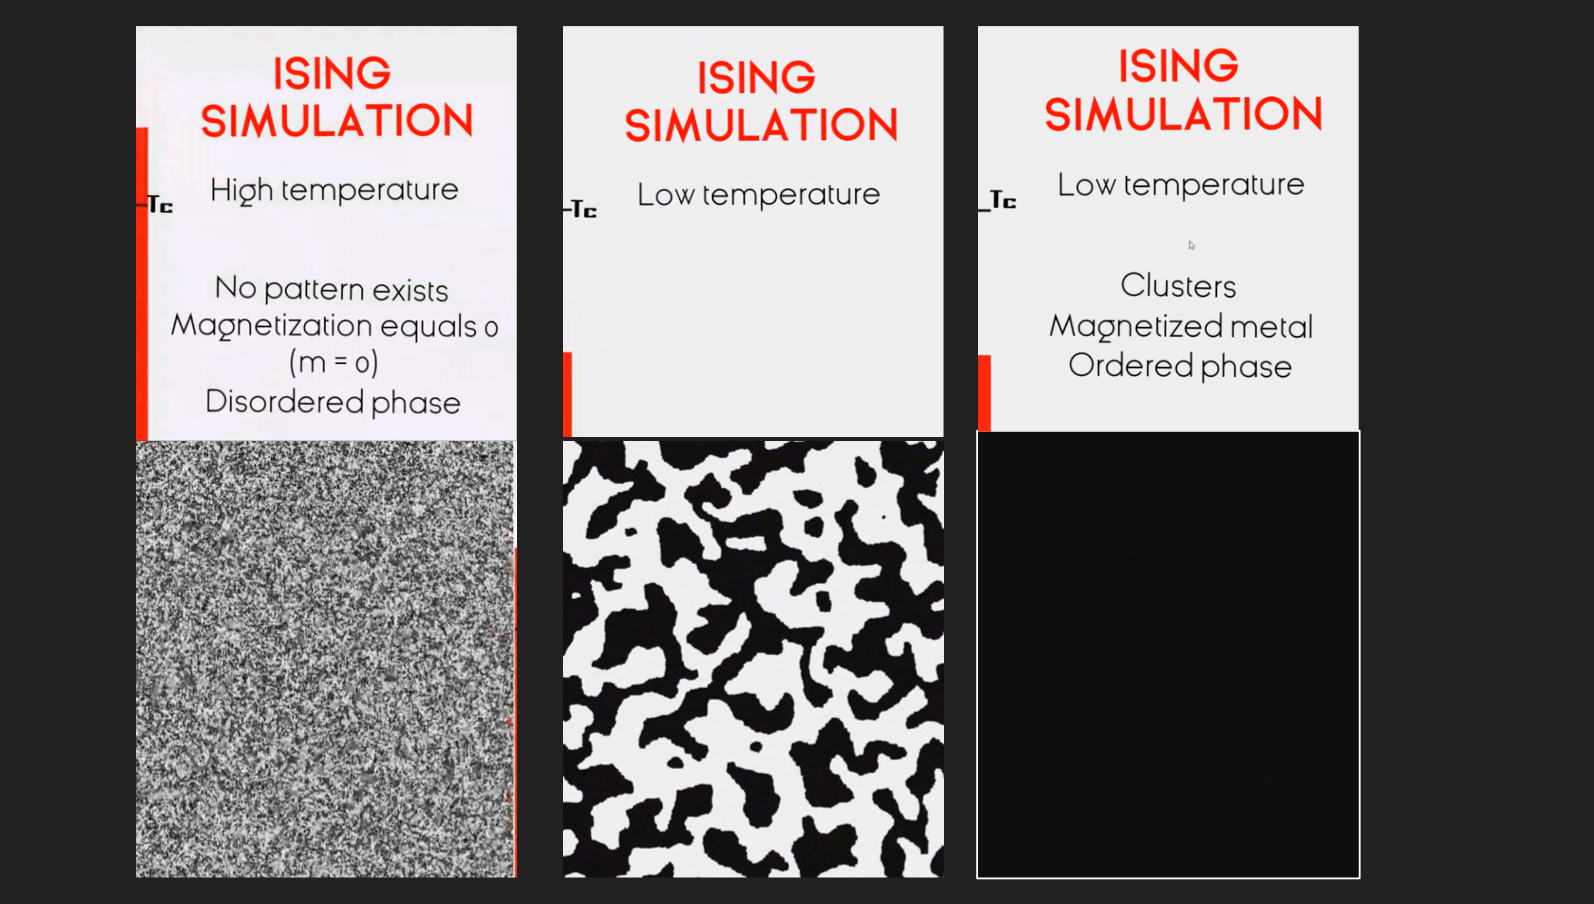 ISING
SIMULATION
High temperature
Tc
No pattern exists
Magnetization equals 0
(m = 0)
Disordered phase
ISING
SIMULATION
Low temperature
Tc
ISING
SIMULATION
Low temperature
Tc
Clusters
Magnetized metal
Ordered phase